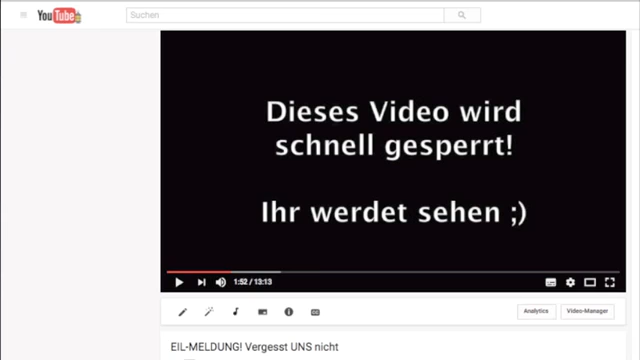 YouTube
Suchen
Dieses Video wird
schnell gesperrt!
Ihr werdet sehen ;)
1:52 / 13:13
Analytics
Video-Manager
EIL-MELDUNG! Vergesst UNS nicht